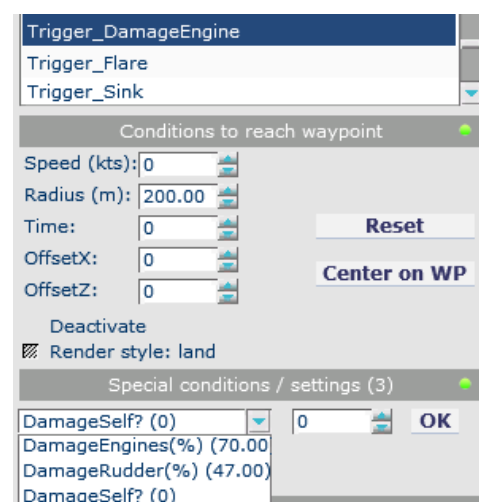 Trigger_DamageEngine
Trigger_Flare
Trigger_Sink
Conditions to reach waypoint
Speed (kts): 0
Radius (m): 200.00
Time: 0
Reset
OffsetX: 0
Center on WP
OffsetZ: 0
Deactivate
Render style: land
Special conditions / settings (3)
DamageSelf? (0) 0 OK
DamageEngines(%) (70.00)
DamageRudder(%) (47.00)
DamageSelf? (0)